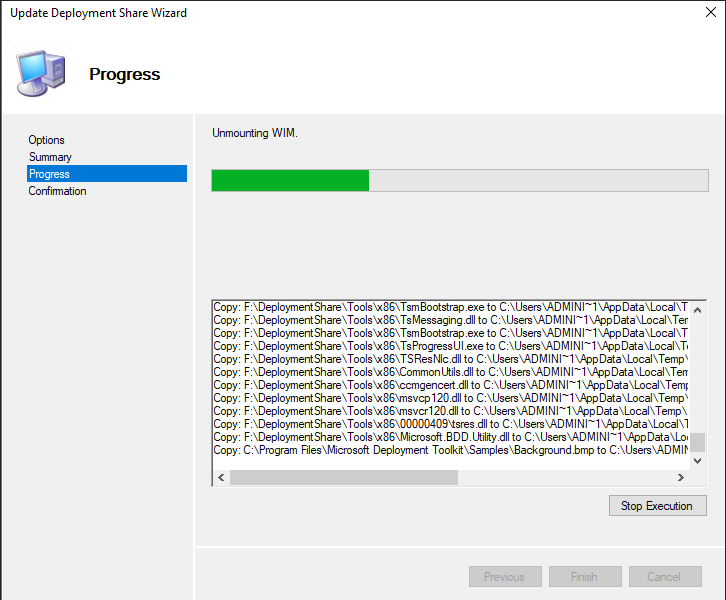 Update Deployment Share Wizard
Progress
Options
Summary
Progress
Confirmation
Unmounting WIM.
Copy: F:\DeploymentShare\Tools\x86\TsmBootstrap.exe to C:\Users\ADMINI~1\AppData\Local\T
Copy: F:\DeploymentShare\Tools\x86\TsMessaging.dll to C:\Users\ADMINI~1\AppData\Local\Ten
Copy: F:\DeploymentShare\Tools\x86\TsmBootstrap.exe to C:\Users\ADMINI~1\AppData\Local\T
Copy: F:\DeploymentShare\Tools\x86\TsProgressUI.exe to C:\Users\ADMINI~1\AppData\Local\Te
Copy: F:\DeploymentShare\Tools\x86\TSResNlc.dll to C:\Users\ADMINI~1\AppData\Local\Temp\
Copy: F:\DeploymentShare\Tools\x86\CommonUtils.dll to C:\Users\ADMINI~1\AppData\Local\Te
Copy: F:\DeploymentShare\Tools\x86\ccmgencert.dll to C:\Users\ADMINI~1\AppData\Local\Temp
Copy: F:\DeploymentShare\Tools\x86\msvcp120.dll to C:\Users\ADMINI~1\AppData\Local\Temp\
Copy: F:\DeploymentShare\Tools\x86\msvcr120.dll to C:\Users\ADMINI~1\AppData\Local\Temp\
Copy: F:\DeploymentShare\Tools\x86\00000409\tsres.dll to C:\Users\ADMINI~1\AppData\Local\T
Copy: F:\DeploymentShare\Tools\x86\Microsoft.BDD.Utility.dll to C:\Users\ADMINI~1\AppData\Lo
Copy: C:\Program Files\Microsoft Deployment Toolkit\Samples\Background.bmp to C:\Users\ADMIN
Stop Execution
Previous
Finish
Cancel